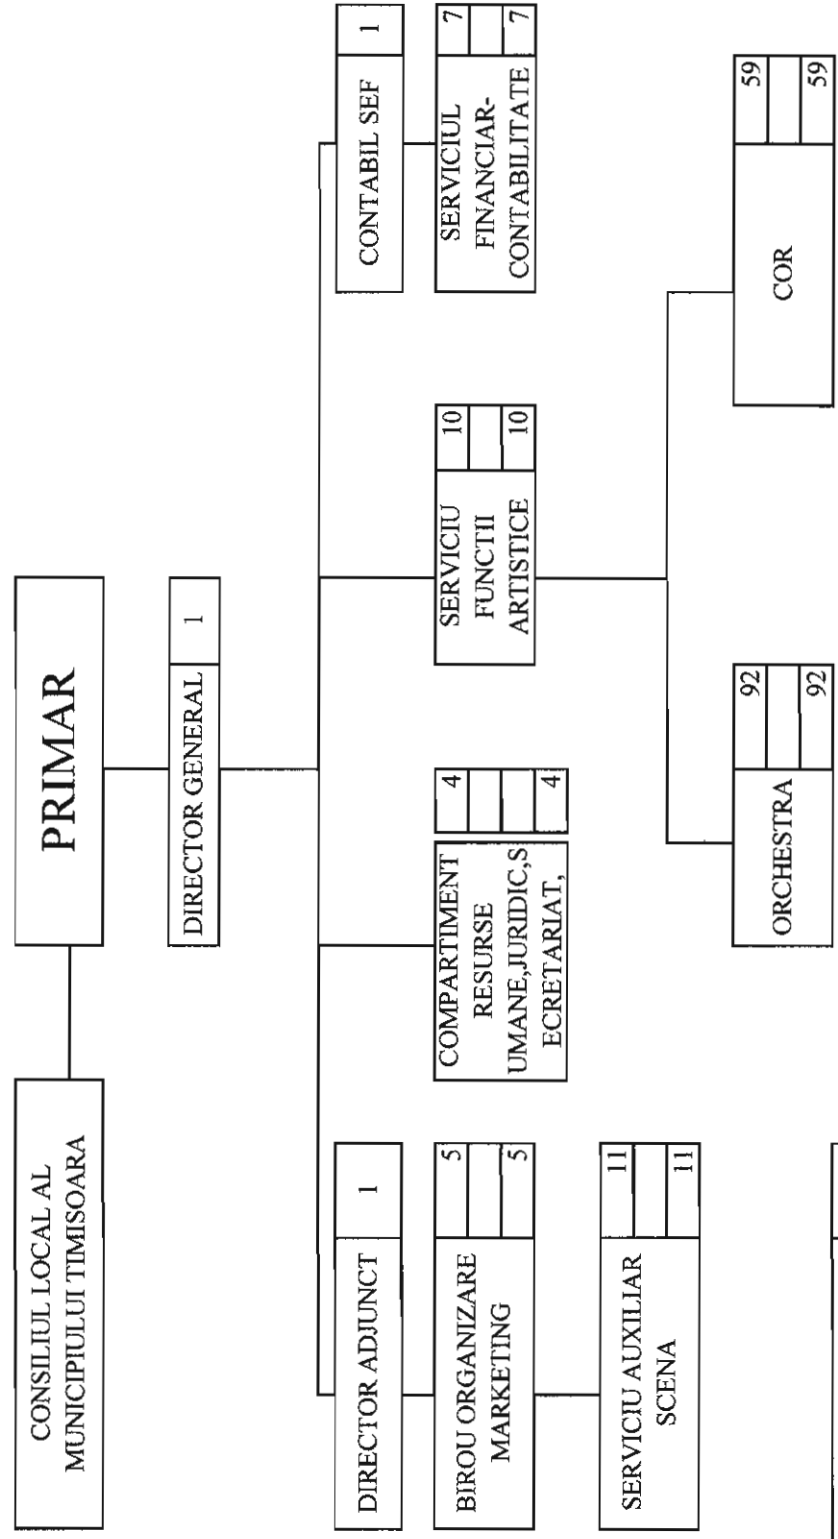 CONSILIUL LOCAL AL
MUNICIPIULUI TIMISOARA
PRIMAR
DIRECTOR GENERAL
1
DIRECTOR ADJUNCT
1
CONTABIL SEF
1
BIROU ORGANIZARE
MARKETING
5
5
COMPARTIMENT
RESURSE
UMANE,JURIDIC,S
ECRETARIAT,
4
4
SERVICIU
FUNCTII
ARTISTICE
10
10
SERVICIUL
FINANCIAR-
CONTABILITATE
7
7
SERVICIU AUXILIAR
SCENA
11
11
ORCHESTRA
92
92
COR
59
59